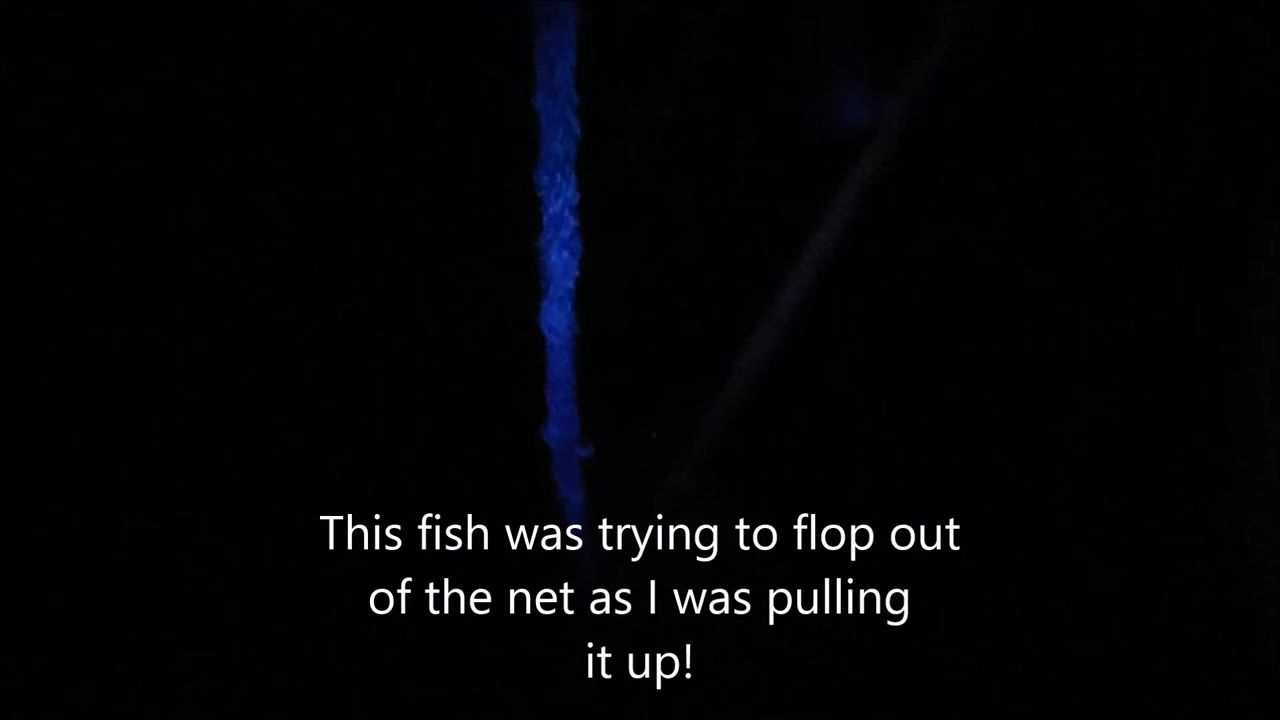 This fish was trying to flop out
of the net as I was pulling
it up!